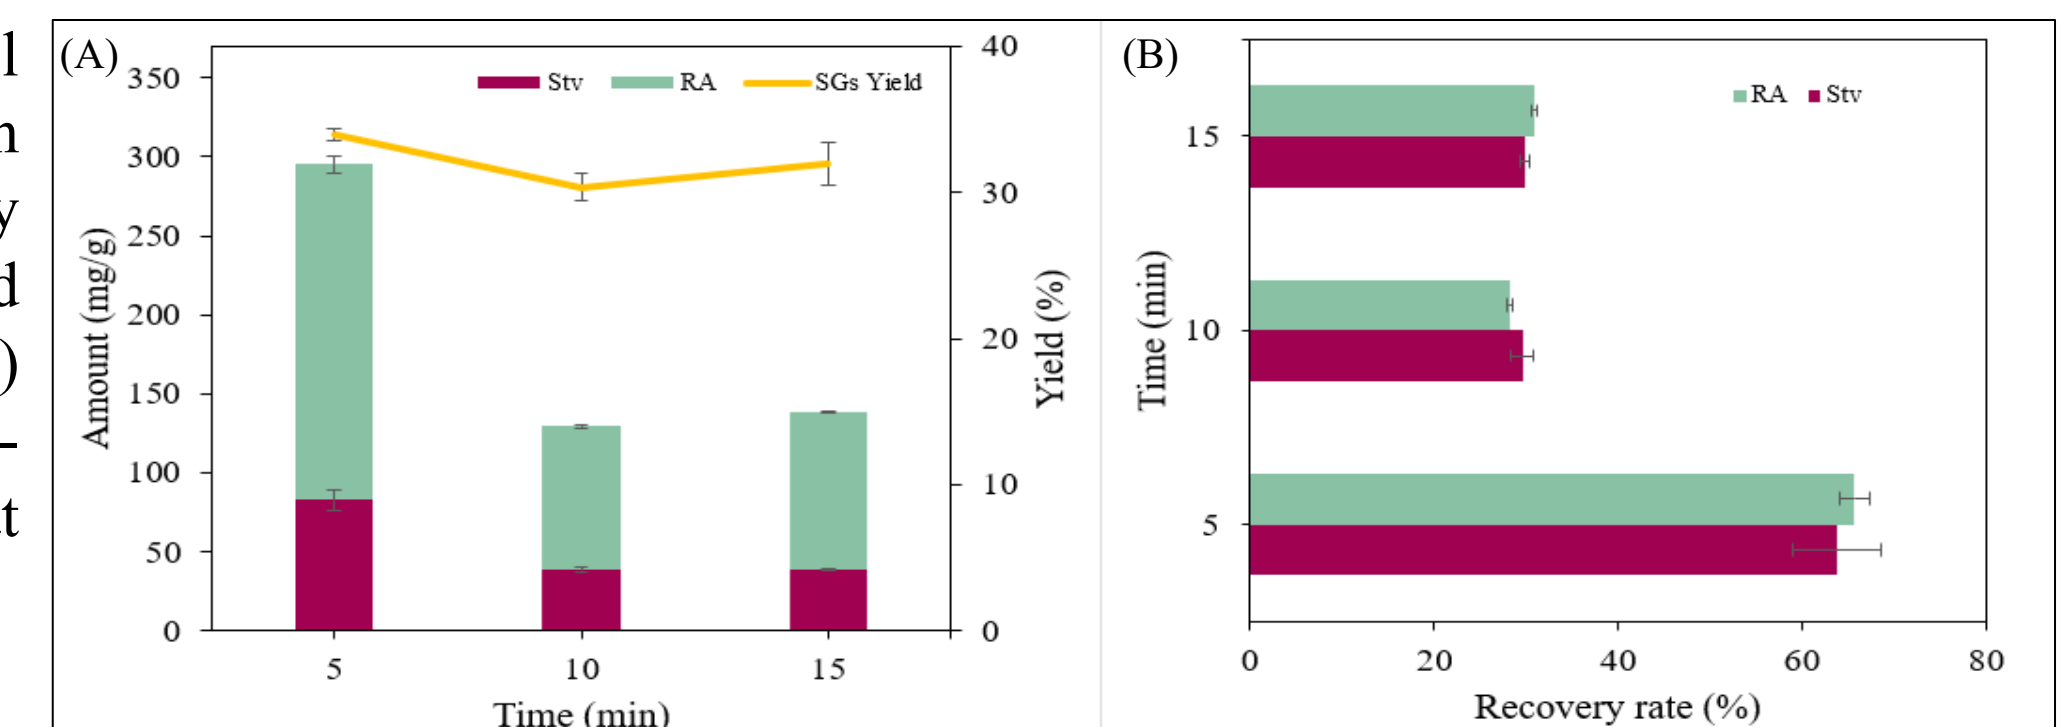 l
n
y
d
)
–
(A)
Stv RA SGs Yield
350
300
250
200
150
100
50
0
Amount (mg/g)
40
30
20
10
0
Yield (%)
5 10 15
Time (min)
(B)
RA Stv
15
10
5
Time (min)
0 20 40 60 80
Recovery rate (%)